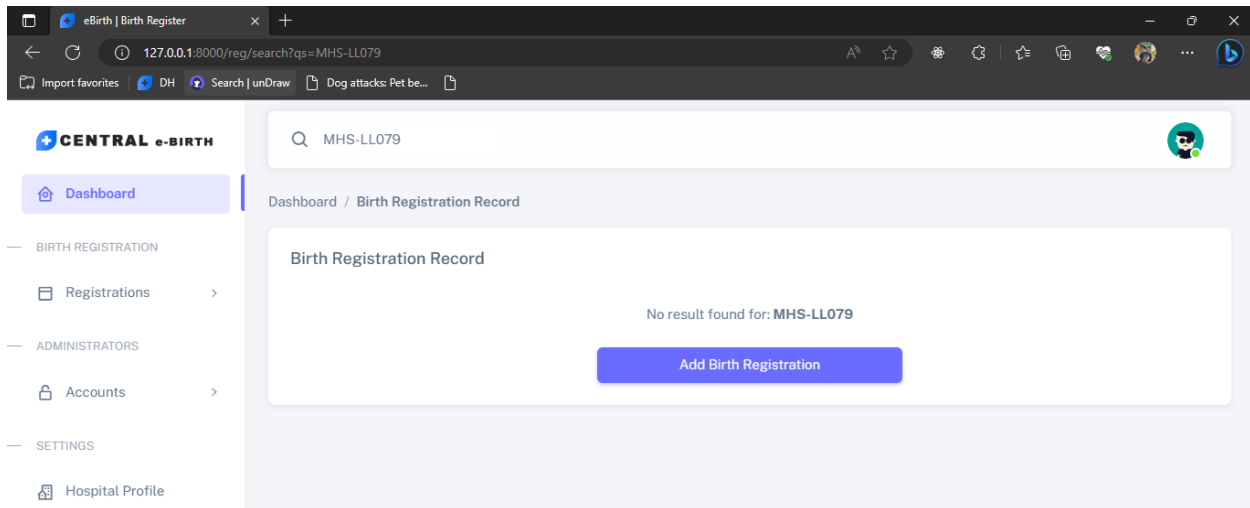 eBirth | Birth Register
127.0.0.1:8000/reg/search?qs=MHS-LL079
Import favorites DH Search | unDraw Dog attacks: Pet be...
CENTRAL e-BIRTH
MHS-LL079
Dashboard
Dashboard / Birth Registration Record
BIRTH REGISTRATION
Birth Registration Record
Registrations
No result found for: MHS-LL079
ADMINISTRATORS
Add Birth Registration
Accounts
SETTINGS
Hospital Profile